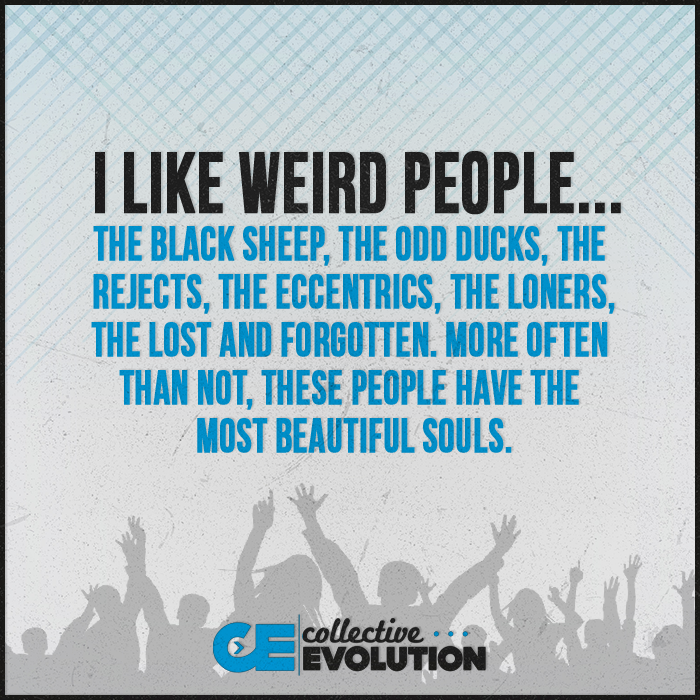 I LIKE WEIRD PEOPLE...
THE BLACK SHEEP, THE ODD DUCKS, THE
REJECTS, THE ECCENTRICS, THE LONERS,
THE LOST AND FORGOTTEN. MORE OFTEN
THAN NOT, THESE PEOPLE HAVE THE
MOST BEAUTIFUL SOULS.
CE collective...
EVOLUTION